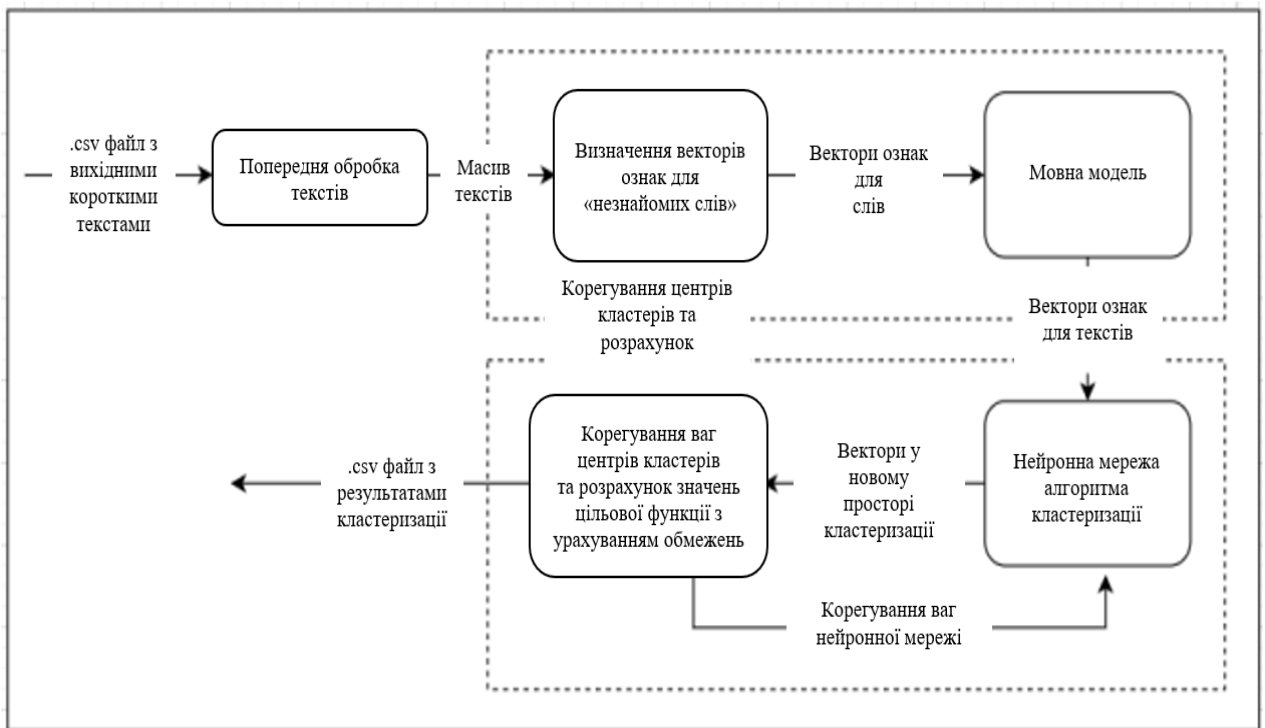 .csv файл з
вихідними
короткими
текстами
Попередня обробка
текстів
Масив
текстів
Визначення векторів
ознак для
«незнайомих слів»
Вектори ознак
для
слів
Мовна модель
Корегування центрів
кластерів та
розрахунок
Вектори ознак
для текстів
Нейронна мережа
алгоритма
кластеризації
Вектори у
новому
просторі
кластеризації
Корегування ваг
центрів кластерів
та розрахунок значень
цільової функції з
урахуванням обмежень
.csv файл з
результатами
кластеризації
Корегування ваг
нейронної мережі